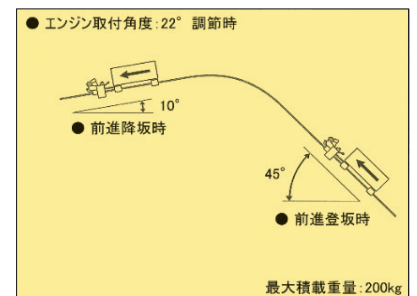 ● エンジン取付角度:22° 調節時
10°
● 前進降坂時
45°
● 前進登坂時
最大積載重量:200kg